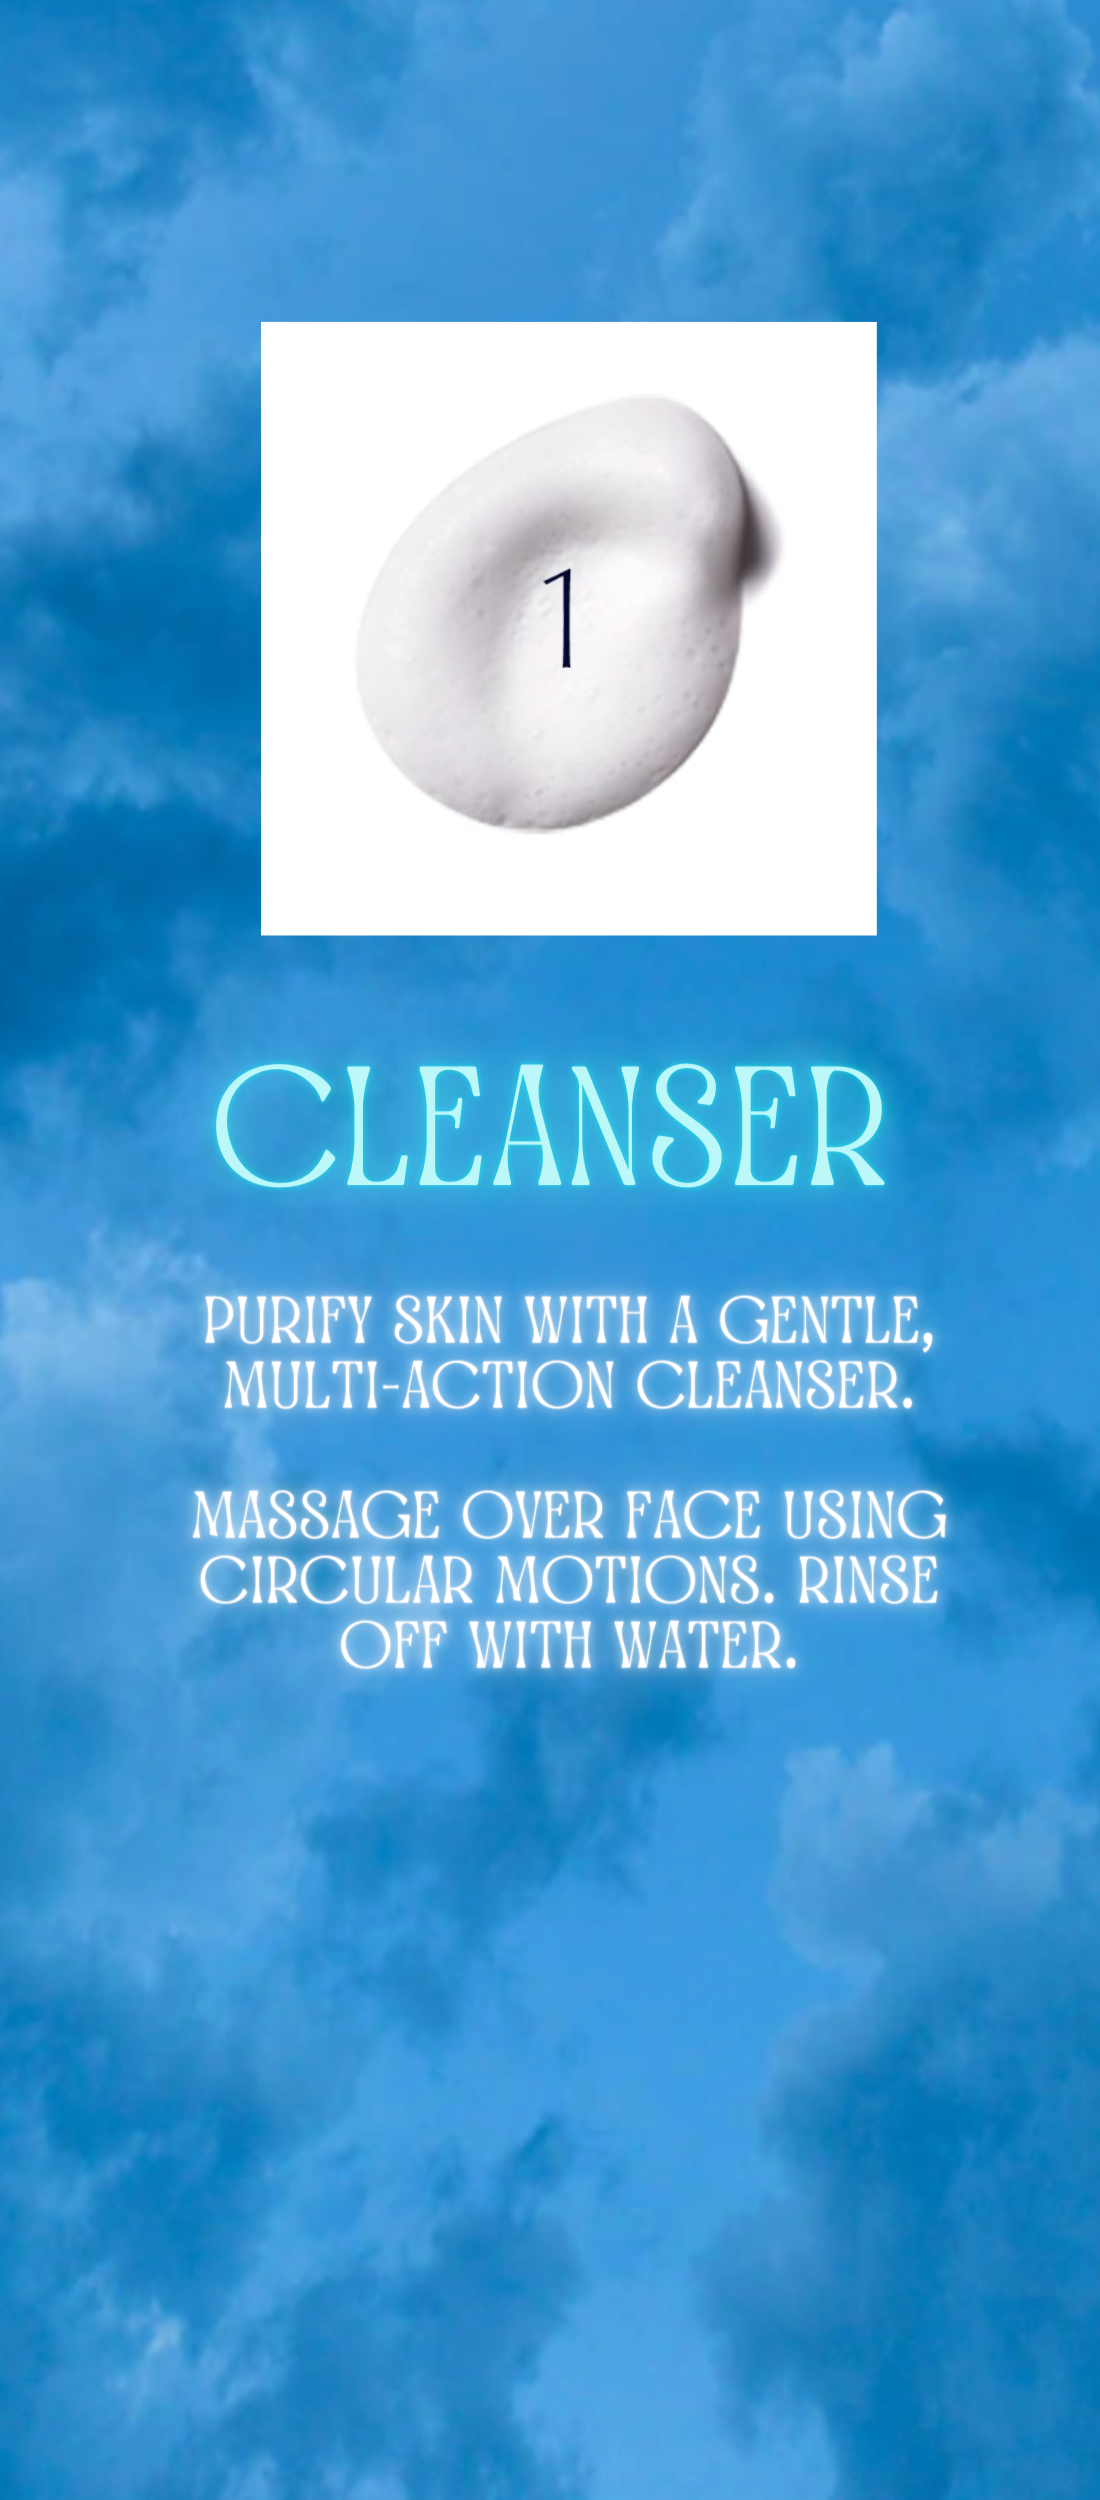 1
CLEANSER
PURIFY SKIN WITH A GENTLE,
MULTI-ACTION CLEANSER.
MASSAGE OVER FACE USING
CIRCULAR MOTIONS. RINSE
OFF WITH WATER.